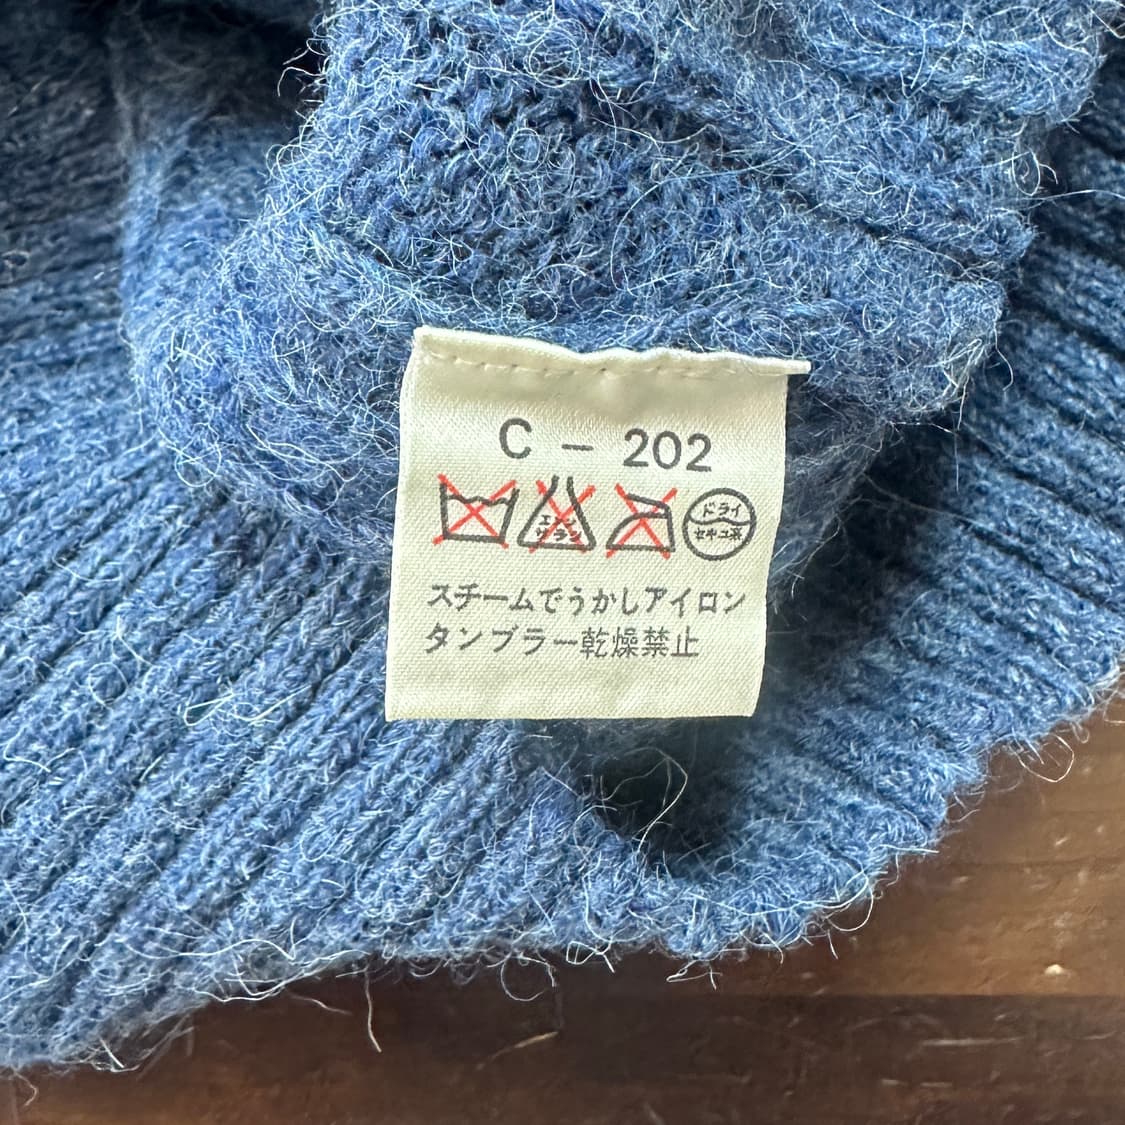 C - 202
エンソ
サラシ
ドライ
セキユ系
スチームでうかしアイロン
タンブラー乾燥禁止